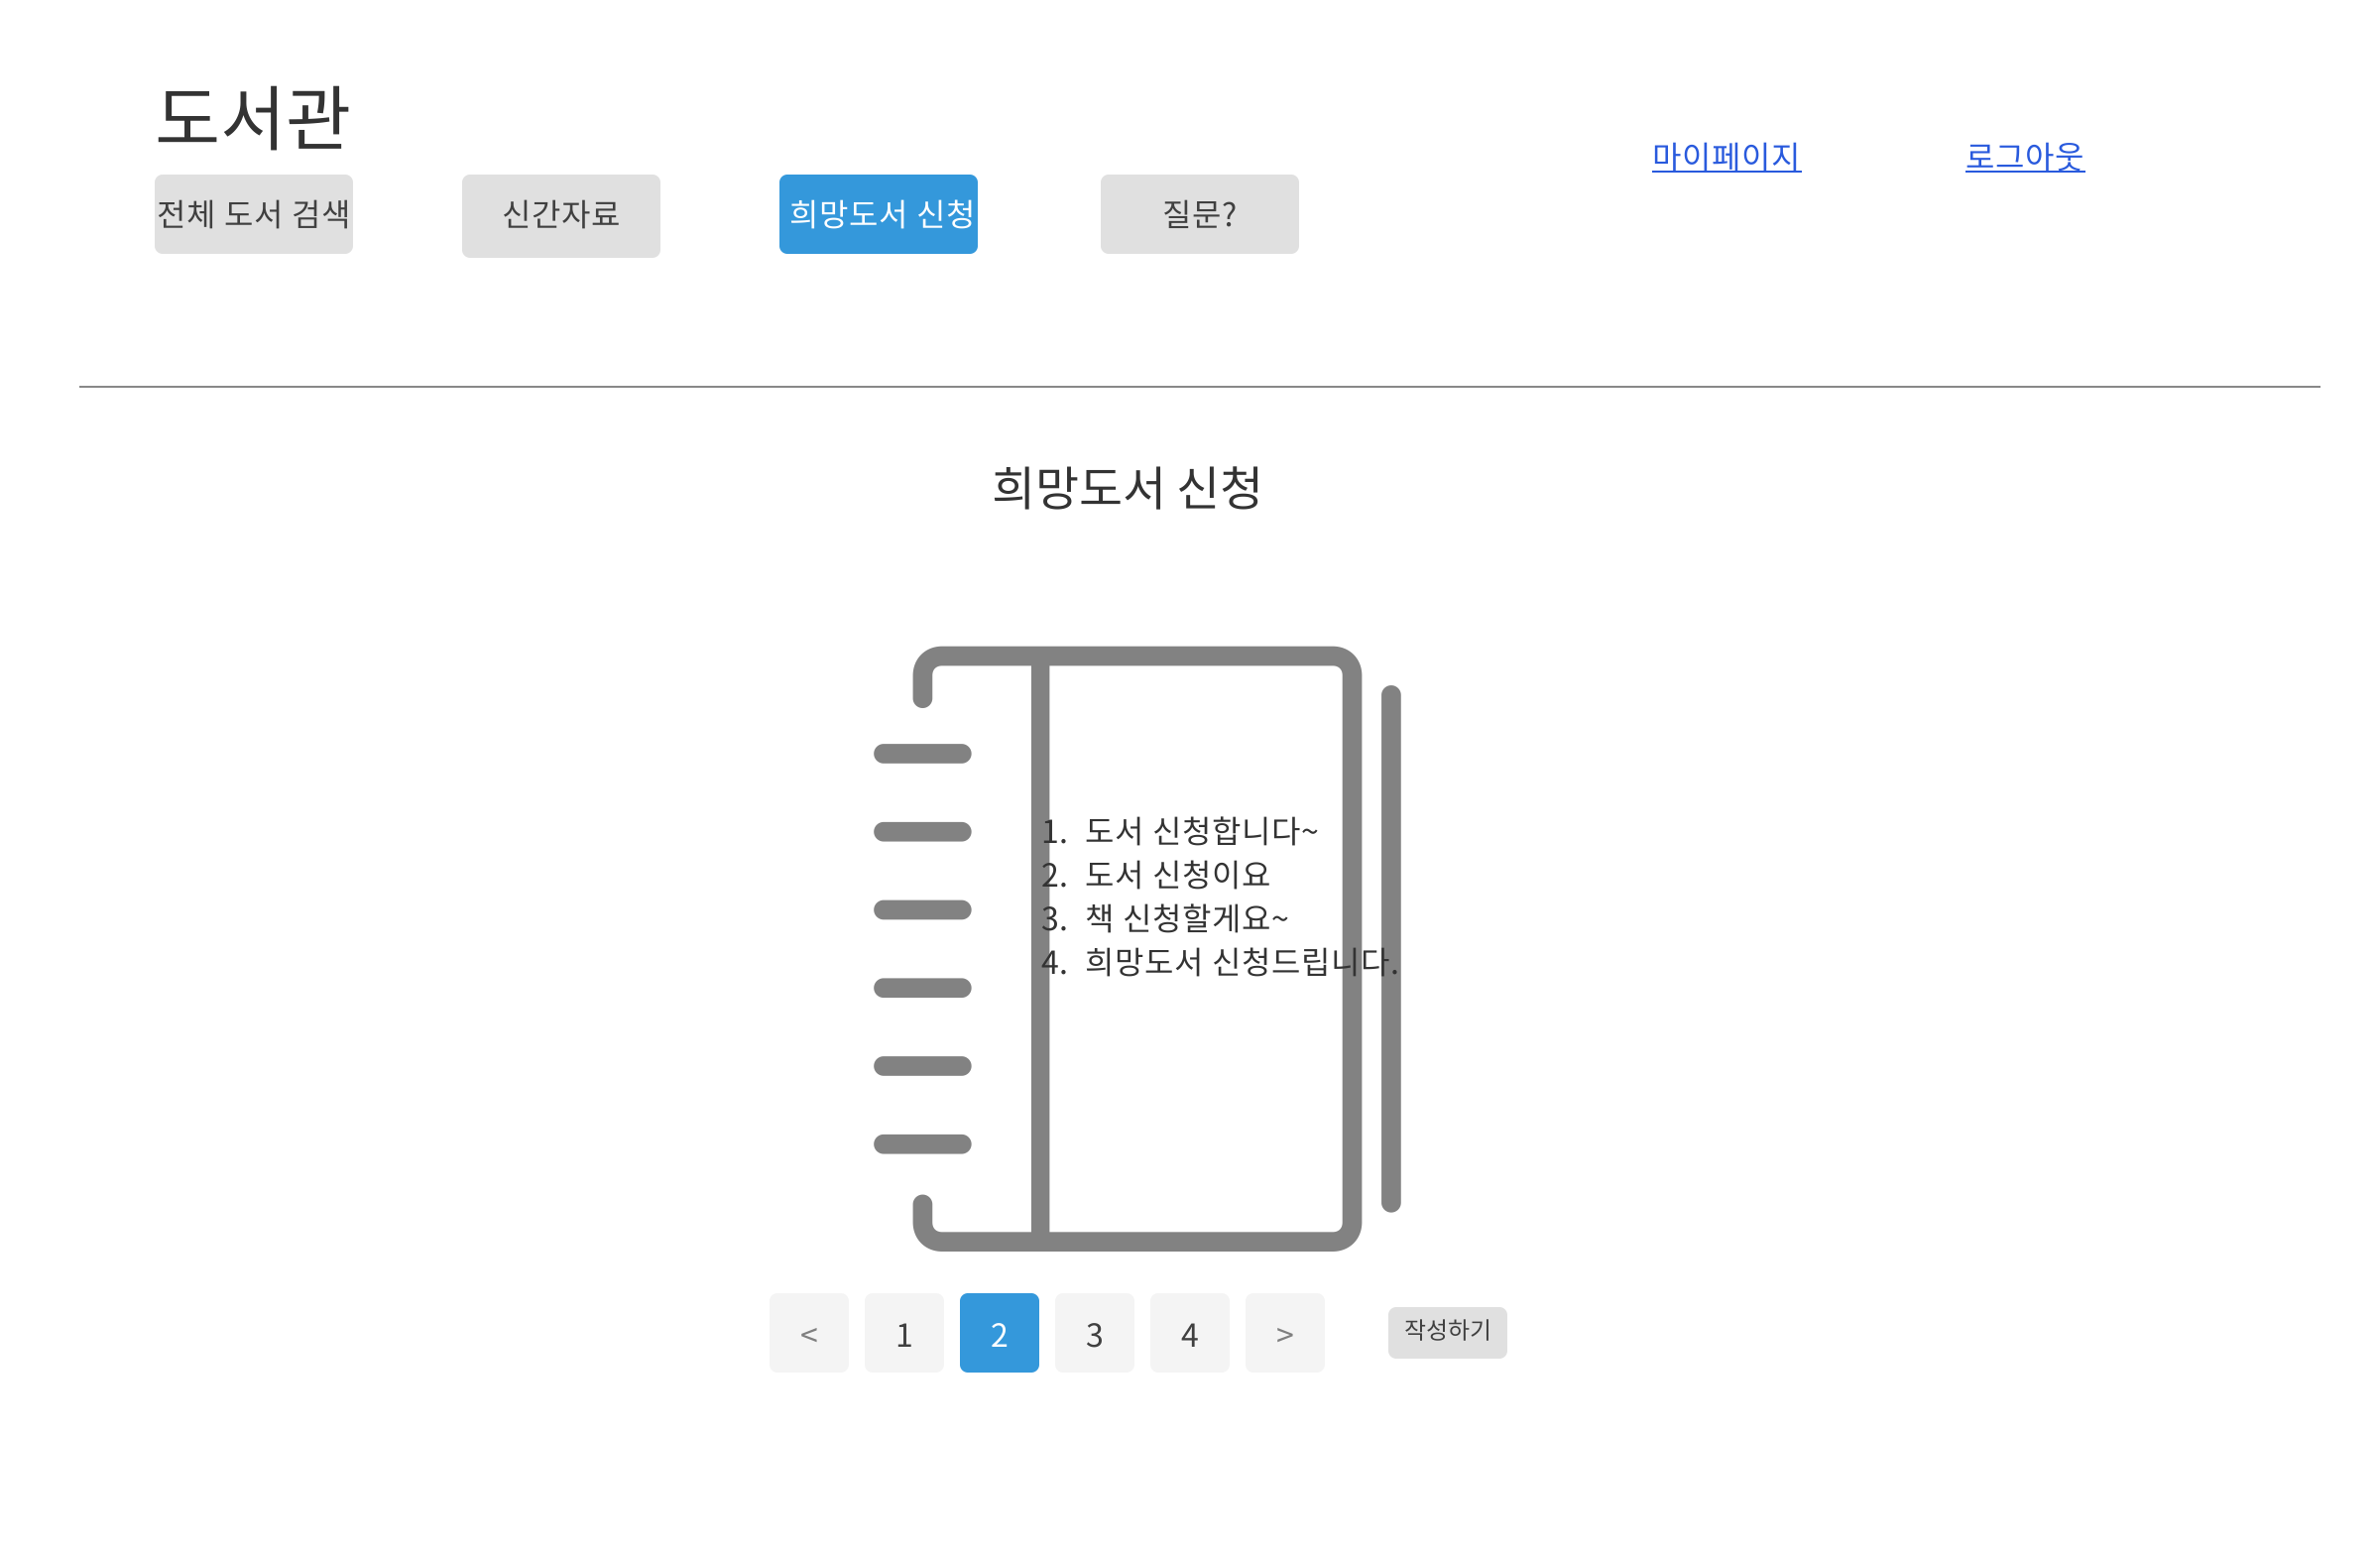 도서관
마이페이지 로그아웃
전체 도서 검색 신간자료 희망도서 신청 질문?
희망도서 신청
1. 도서 신청합니다~
2. 도서 신청이요
3. 책 신청할게요~
4. 희망도서 신청드립니다.
< 1 2 3 4 > 작성하기